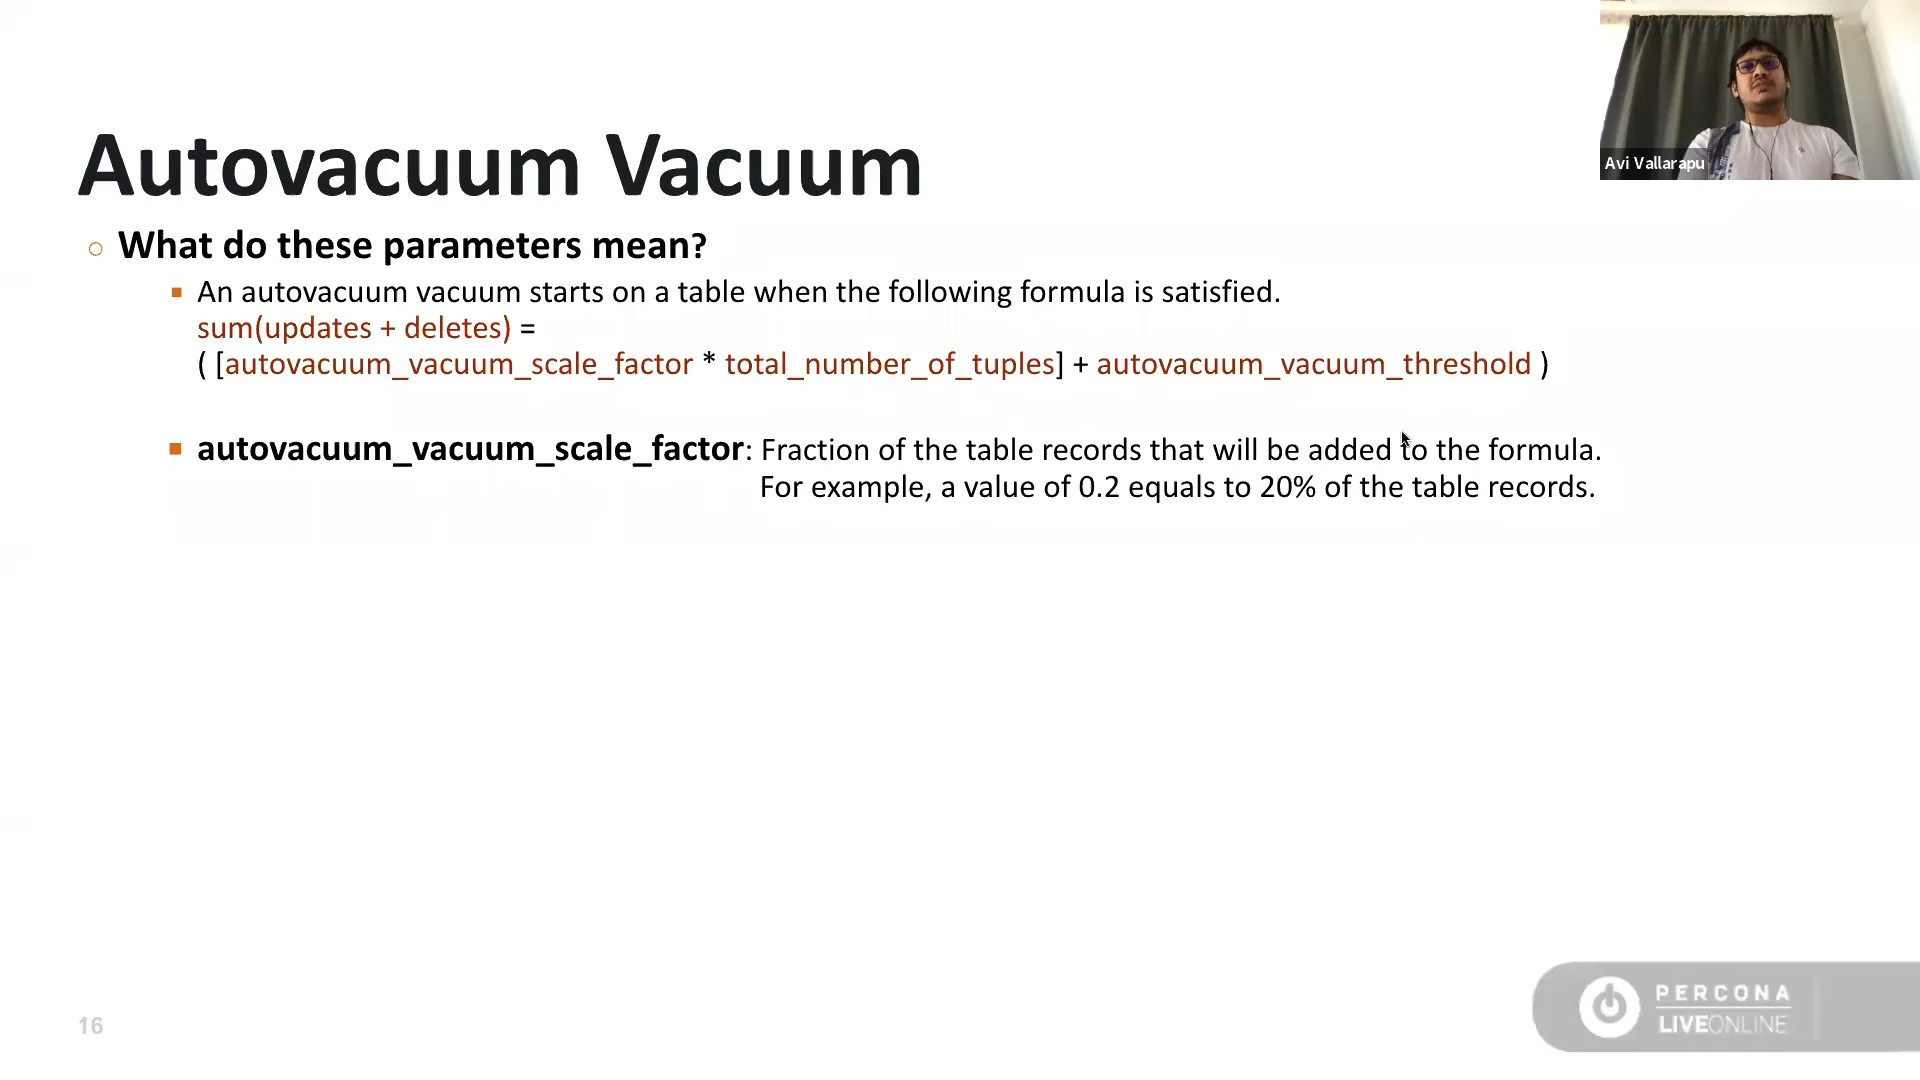 Avi Vallarapu
Autovacuum Vacuum
What do these parameters mean?
An autovacuum vacuum starts on a table when the following formula is satisfied.
sum(updates + deletes) =
( [autovacuum_vacuum_scale_factor * total_number_of_tuples] + autovacuum_vacuum_threshold )
autovacuum_vacuum_scale_factor: Fraction of the table records that will be added to the formula.
For example, a value of 0.2 equals to 20% of the table records.
16
PERCONA
LIVEONLINE